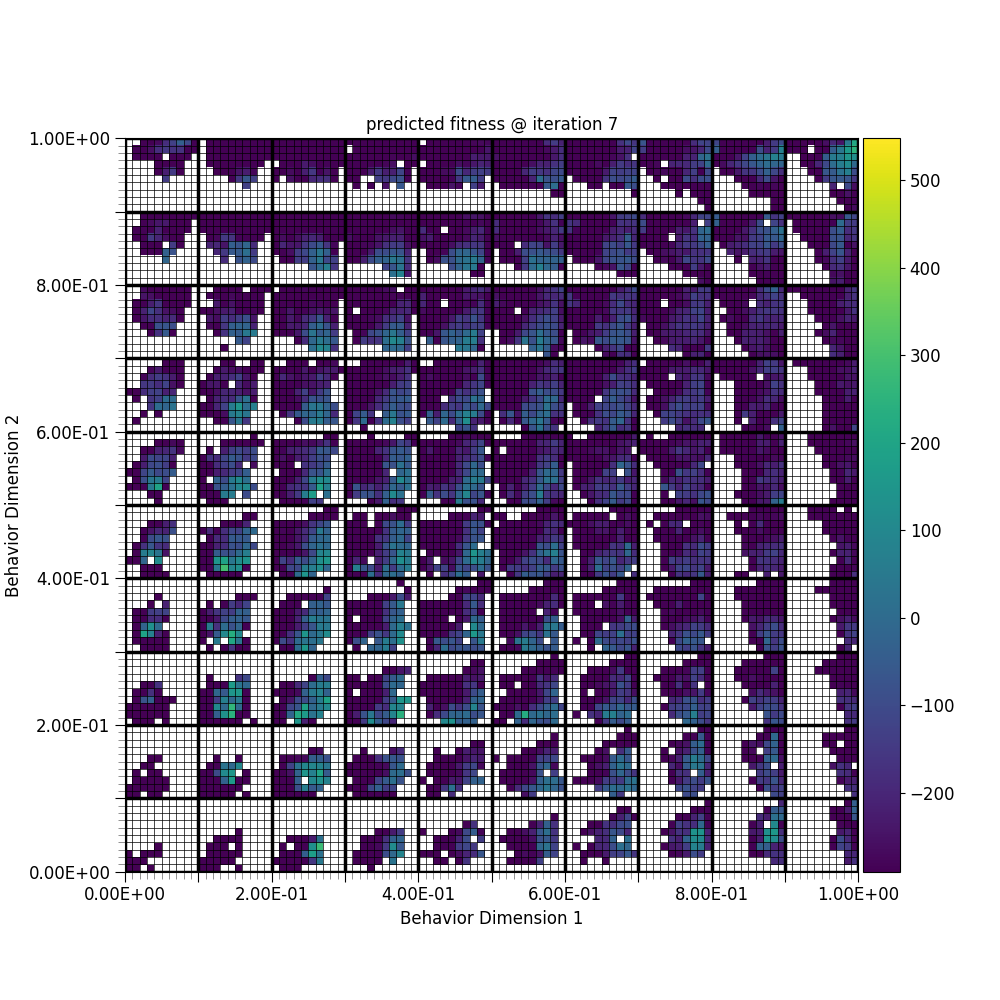 predicted fitness @ iteration 7
1.00E+00
8.00E-01
6.00E-01
4.00E-01
2.00E-01
0.00E+00
Behavior Dimension 2
0.00E+00 2.00E-01 4.00E-01 6.00E-01 8.00E-01 1.00E+00
Behavior Dimension 1
500
400
300
200
100
0
−100
−200